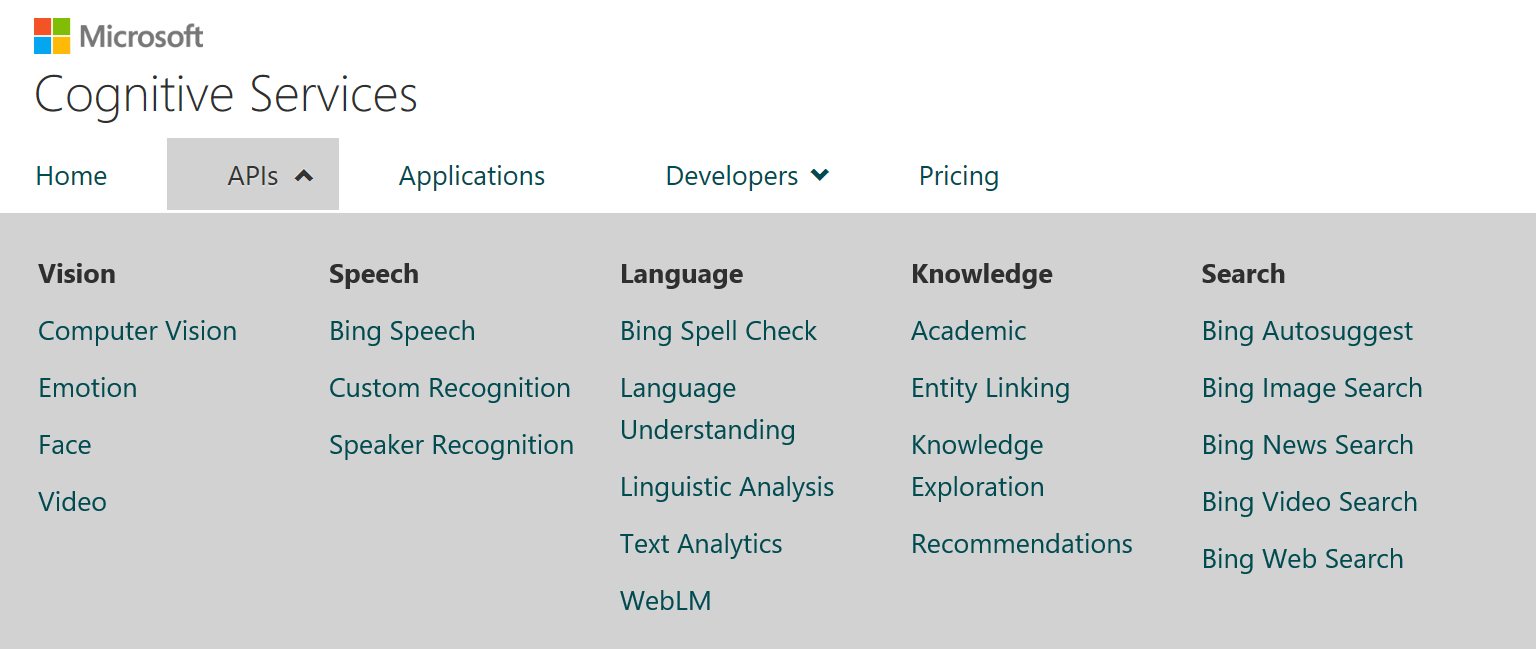 Microsoft
Cognitive Services
Home
APIs
Applications
Developers
Pricing
Vision
Computer Vision
Emotion
Face
Video
Speech
Bing Speech
Custom Recognition
Speaker Recognition
Language
Bing Spell Check
Language
Understanding
Linguistic Analysis
Text Analytics
WebLM
Knowledge
Academic
Entity Linking
Knowledge
Exploration
Recommendations
Search
Bing Autosuggest
Bing Image Search
Bing News Search
Bing Video Search
Bing Web Search